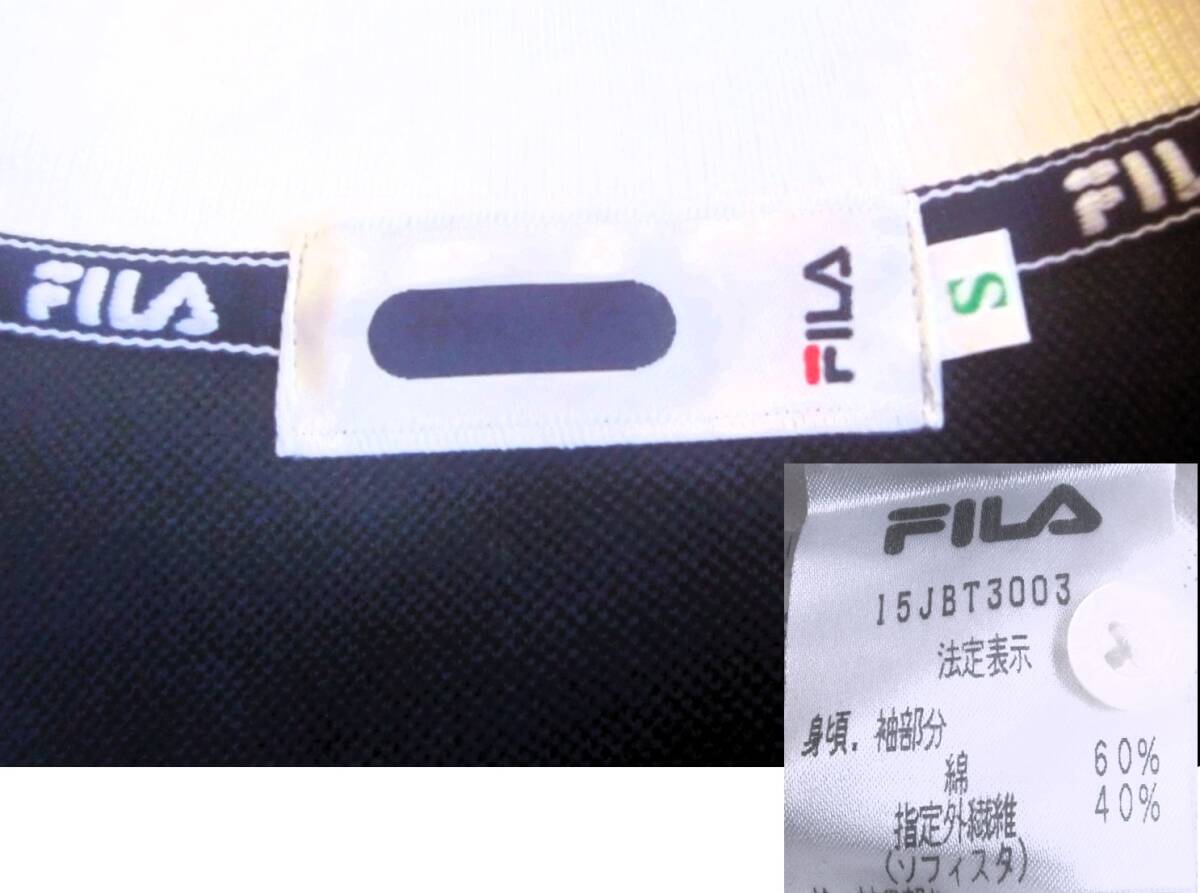 FILA
FILA
S
FILA
FILA
15JBT3003
法定表示
身頃.袖部分
綿 60%
指定外繊維 40%
(ソフィスタ)